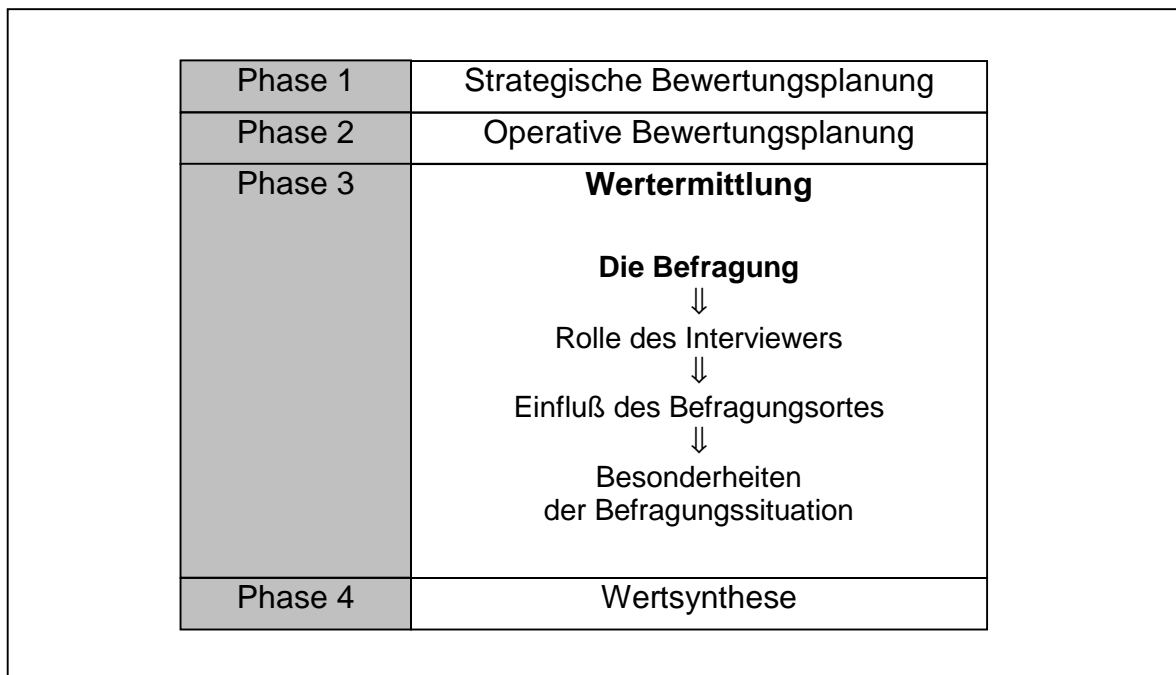 Phase 1 Strategische Bewertungsplanung
Phase 2 Operative Bewertungsplanung
Phase 3 Wertermittlung
Die Befragung
⇓
Rolle des Interviewers
⇓
Einfluß des Befragungsortes
⇓
Besonderheiten
der Befragungssituation
Phase 4 Wertsynthese